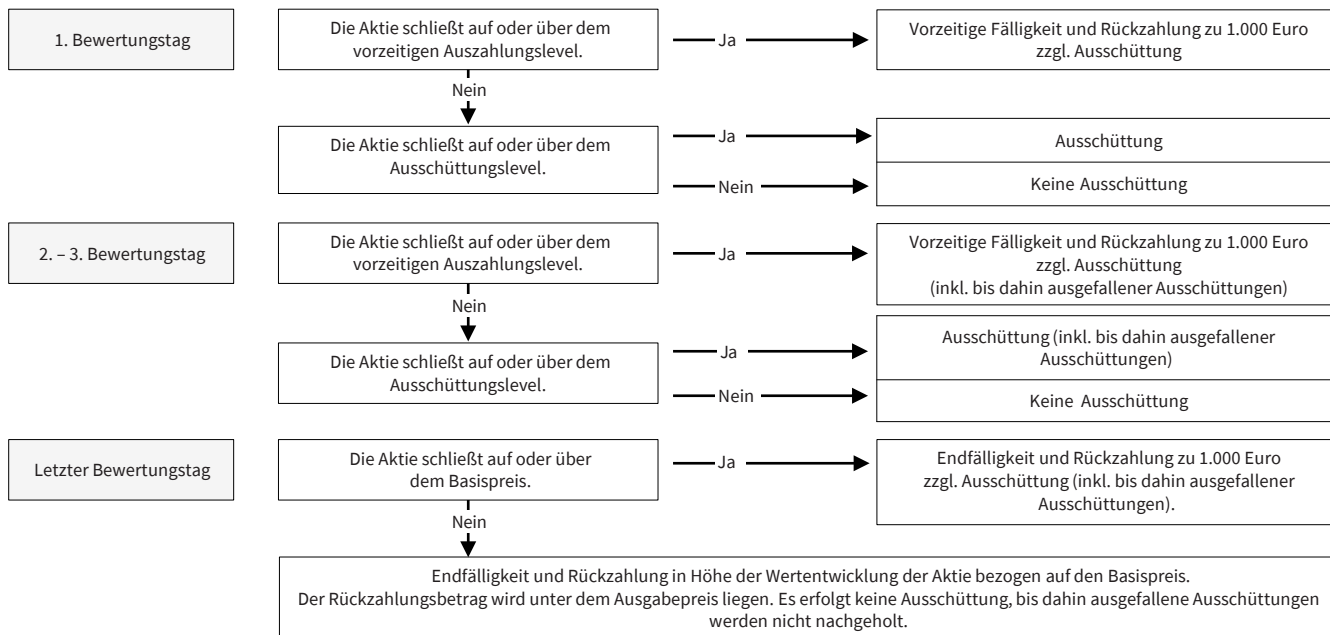 1. Bewertungstag
Die Aktie schließt auf oder über dem
vorzeitigen Auszahlungslevel.
Ja
Vorzeitige Fälligkeit und Rückzahlung zu 1.000 Euro
zzgl. Ausschüttung
Nein
Die Aktie schließt auf oder über dem
Ausschüttungslevel.
Ja
Ausschüttung
Nein
Keine Ausschüttung
2. – 3. Bewertungstag
Die Aktie schließt auf oder über dem
vorzeitigen Auszahlungslevel.
Ja
Vorzeitige Fälligkeit und Rückzahlung zu 1.000 Euro
zzgl. Ausschüttung
(inkl. bis dahin ausgefallener Ausschüttungen)
Nein
Die Aktie schließt auf oder über dem
Ausschüttungslevel.
Ja
Ausschüttung (inkl. bis dahin ausgefallener
Ausschüttungen)
Nein
Keine Ausschüttung
Letzter Bewertungstag
Die Aktie schließt auf oder über
dem Basispreis.
Ja
Endfälligkeit und Rückzahlung zu 1.000 Euro
zzgl. Ausschüttung (inkl. bis dahin ausgefallener
Ausschüttungen).
Nein
Endfälligkeit und Rückzahlung in Höhe der Wertentwicklung der Aktie bezogen auf den Basispreis.
Der Rückzahlungsbetrag wird unter dem Ausgabepreis liegen. Es erfolgt keine Ausschüttung, bis dahin ausgefallene Ausschüttungen
werden nicht nachgeholt.